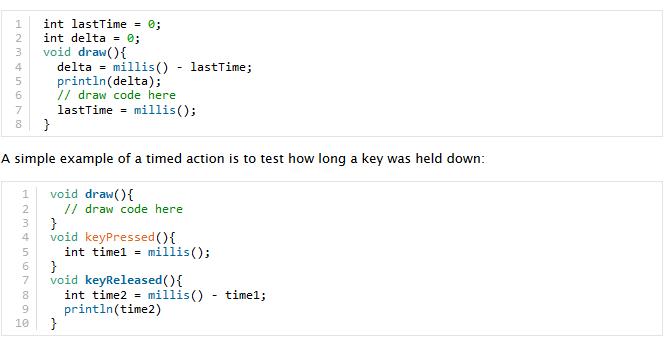 1 int lastTime = 0;
2 int delta = 0;
3 void draw(){
4   delta = millis() - lastTime;
5   println(delta);
6   // draw code here
7   lastTime = millis();
8 }
A simple example of a timed action is to test how long a key was held down:
1 void draw(){
2   // draw code here
3 }
4 void keyPressed(){
5   int time1 = millis();
6 }
7 void keyReleased(){
8   int time2 = millis() - time1;
9   println(time2)
10 }